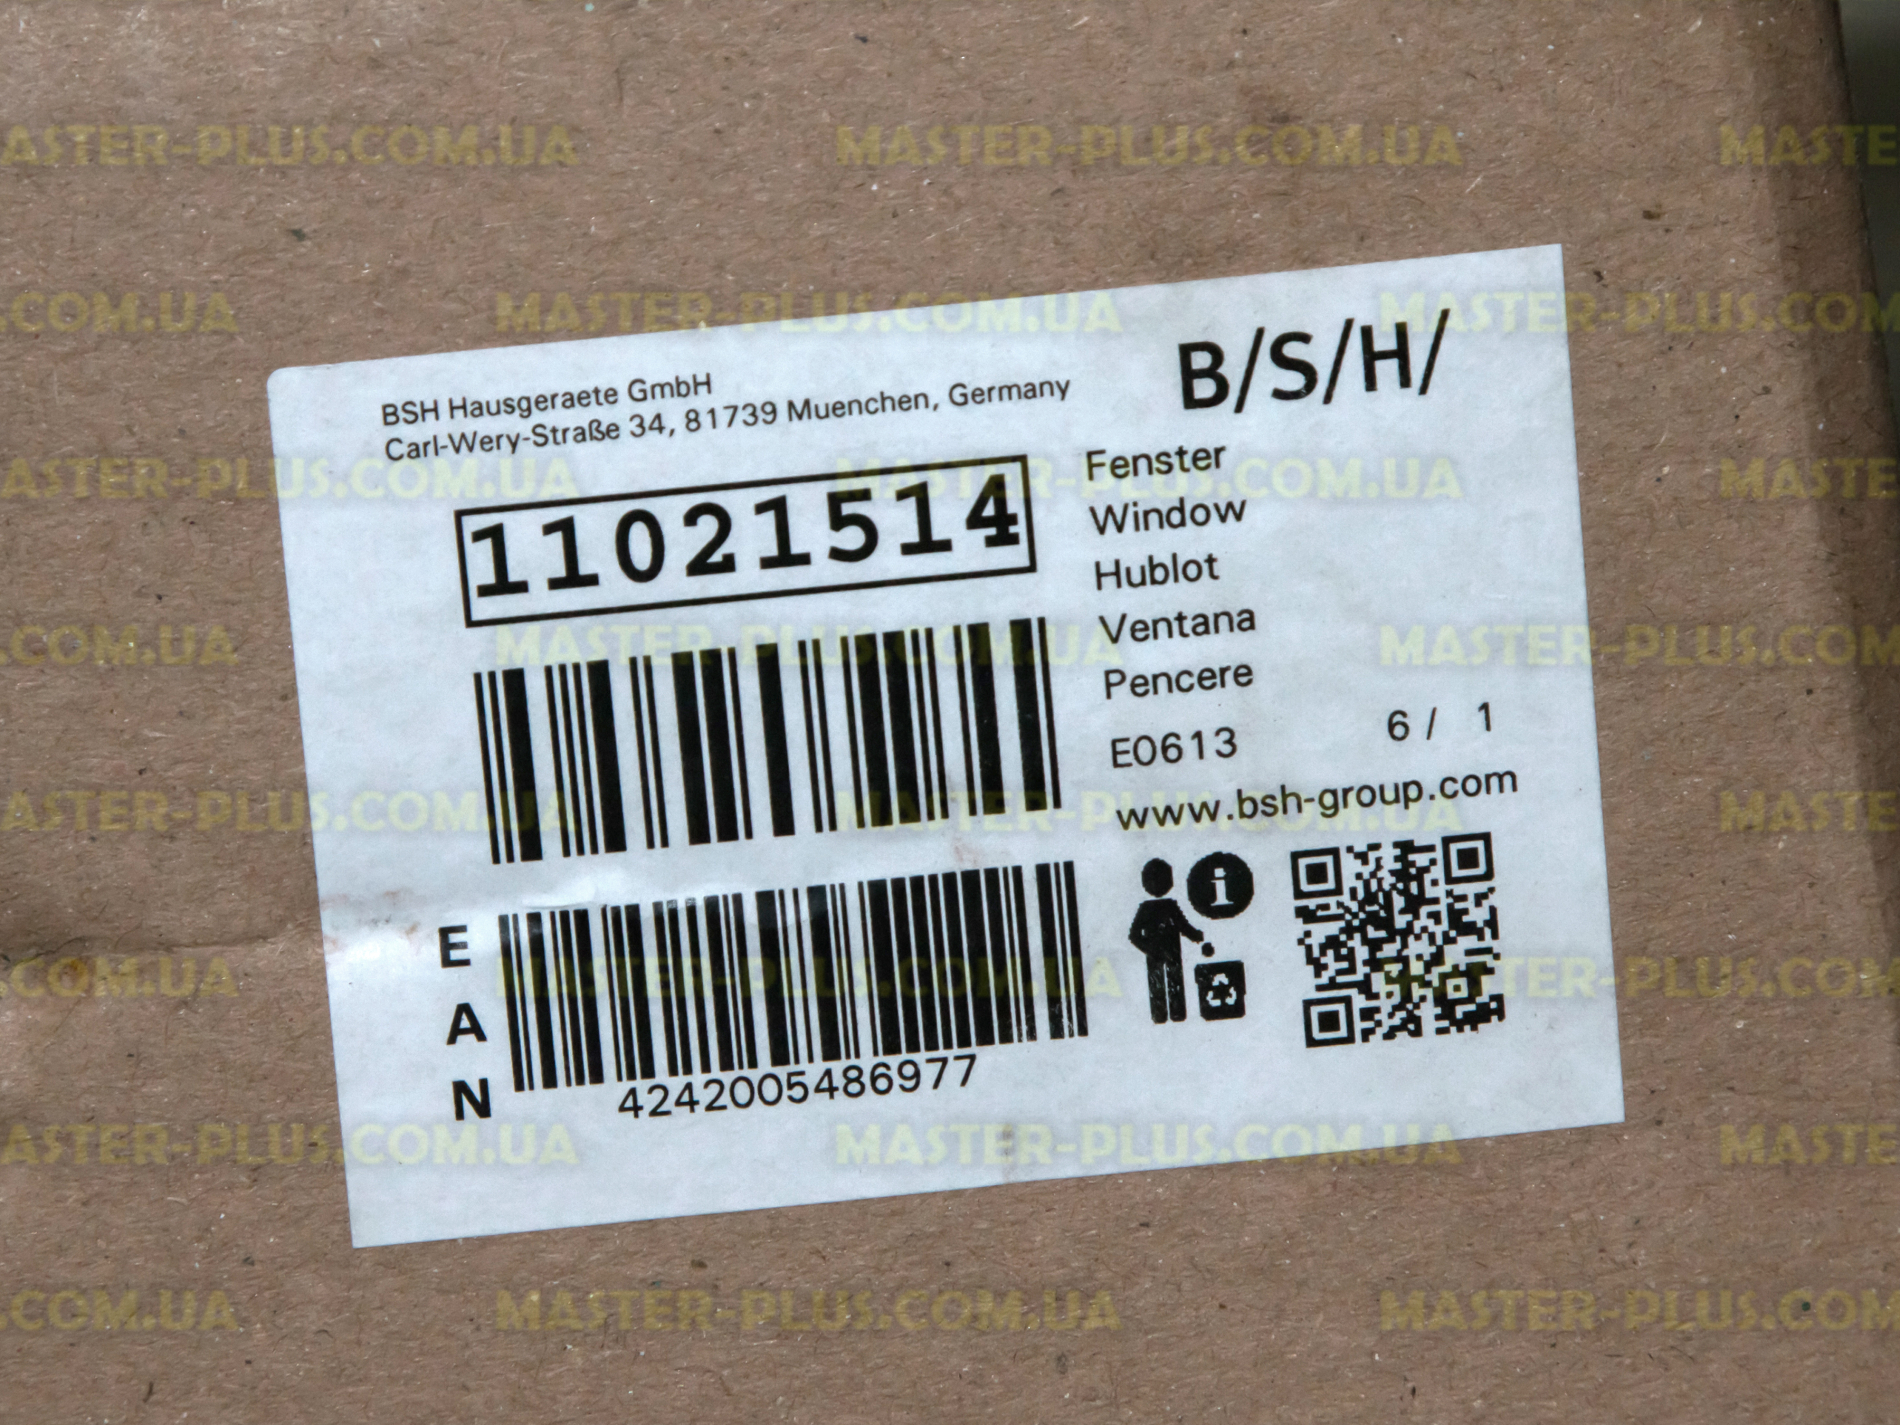 BSH Hausgeraete GmbH
Carl-Wery-Straße 34, 81739 Muenchen, Germany
B/S/H/
11021514
Fenster
Window
Hublot
Ventana
Pencere
E0613 6 / 1
www.bsh-group.com
E
A
N
4242005486977
MASTER-PLUS.COM.UA